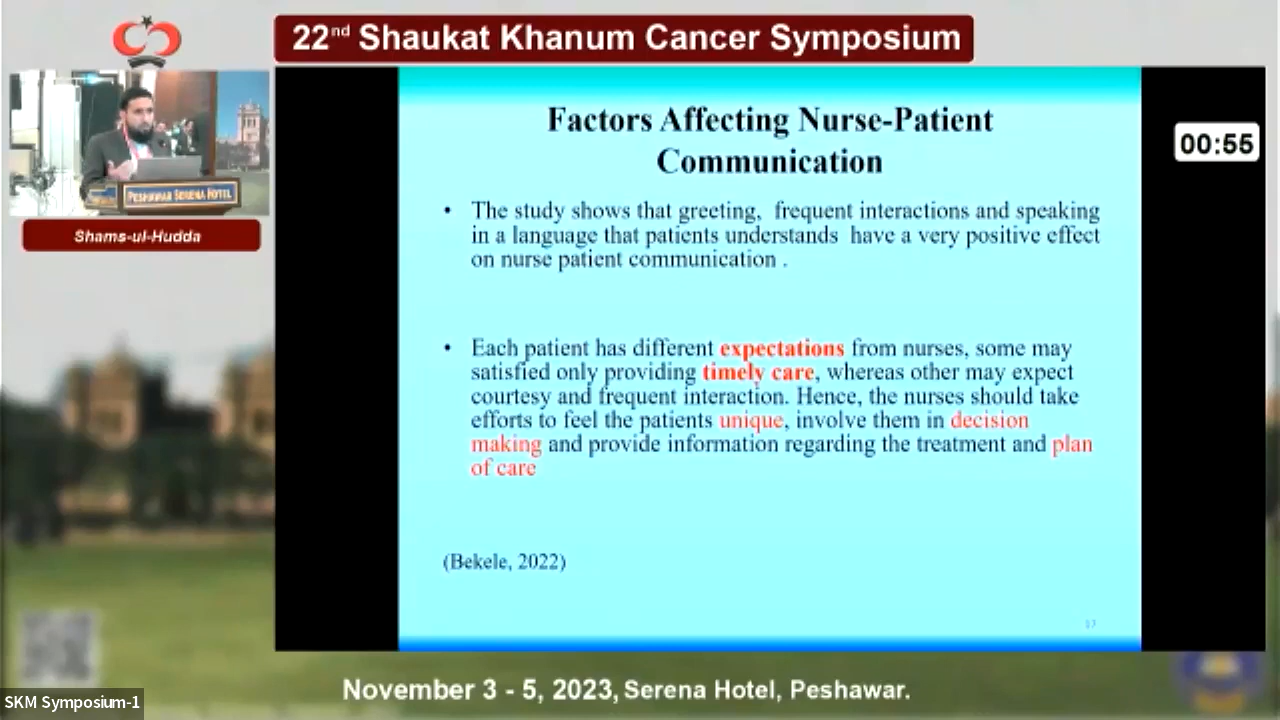 22nd Shaukat Khanum Cancer Symposium
PESHAWAR SERENA HOTEL
Shams-ul-Hudda
00:55
Factors Affecting Nurse-Patient
Communication
• The study shows that greeting, frequent interactions and speaking
in a language that patients understands have a very positive effect
on nurse patient communication .
• Each patient has different expectations from nurses, some may
satisfied only providing timely care, whereas other may expect
courtesy and frequent interaction. Hence, the nurses should take
efforts to feel the patients unique, involve them in decision
making and provide information regarding the treatment and plan
of care
(Bekele, 2022)
November 3 - 5, 2023, Serena Hotel, Peshawar.
SKM Symposium-1